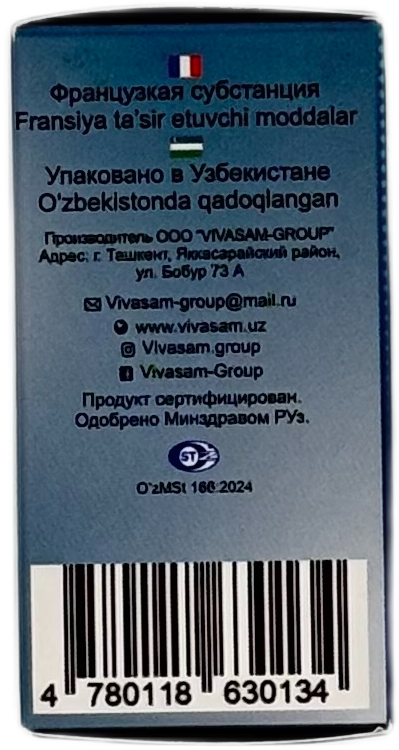 Французкая субстанция
Fransiya ta'sir etuvchi moddalar
Упаковано в Узбекистане
O'zbekistonda qadoqlangan
Производитель ООО "VIVASAM-GROUP"
Адрес: г. Ташкент, Яккасарайский район,
ул. Бобур 73 А
Vivasam-group@mail.ru
www.vivasam.uz
Vivasam.group
Vivasam-Group
Продукт сертифицирован.
Одобрено Минздравом РУз.
ST
O'zMSt 166:2024
4 780118 630134